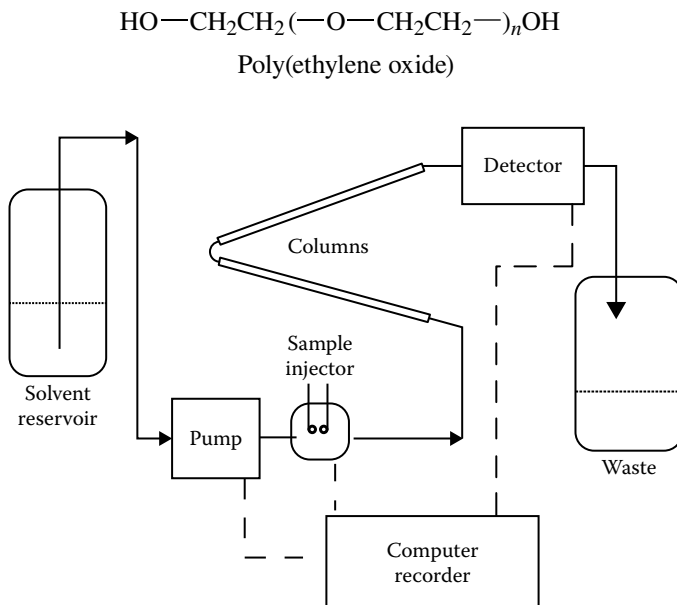 HO—CH₂CH₂(—O—CH₂CH₂—)ₙOH
Poly(ethylene oxide)
Detector
Columns
Sample
injector
Solvent
reservoir
Pump
Waste
Computer
recorder